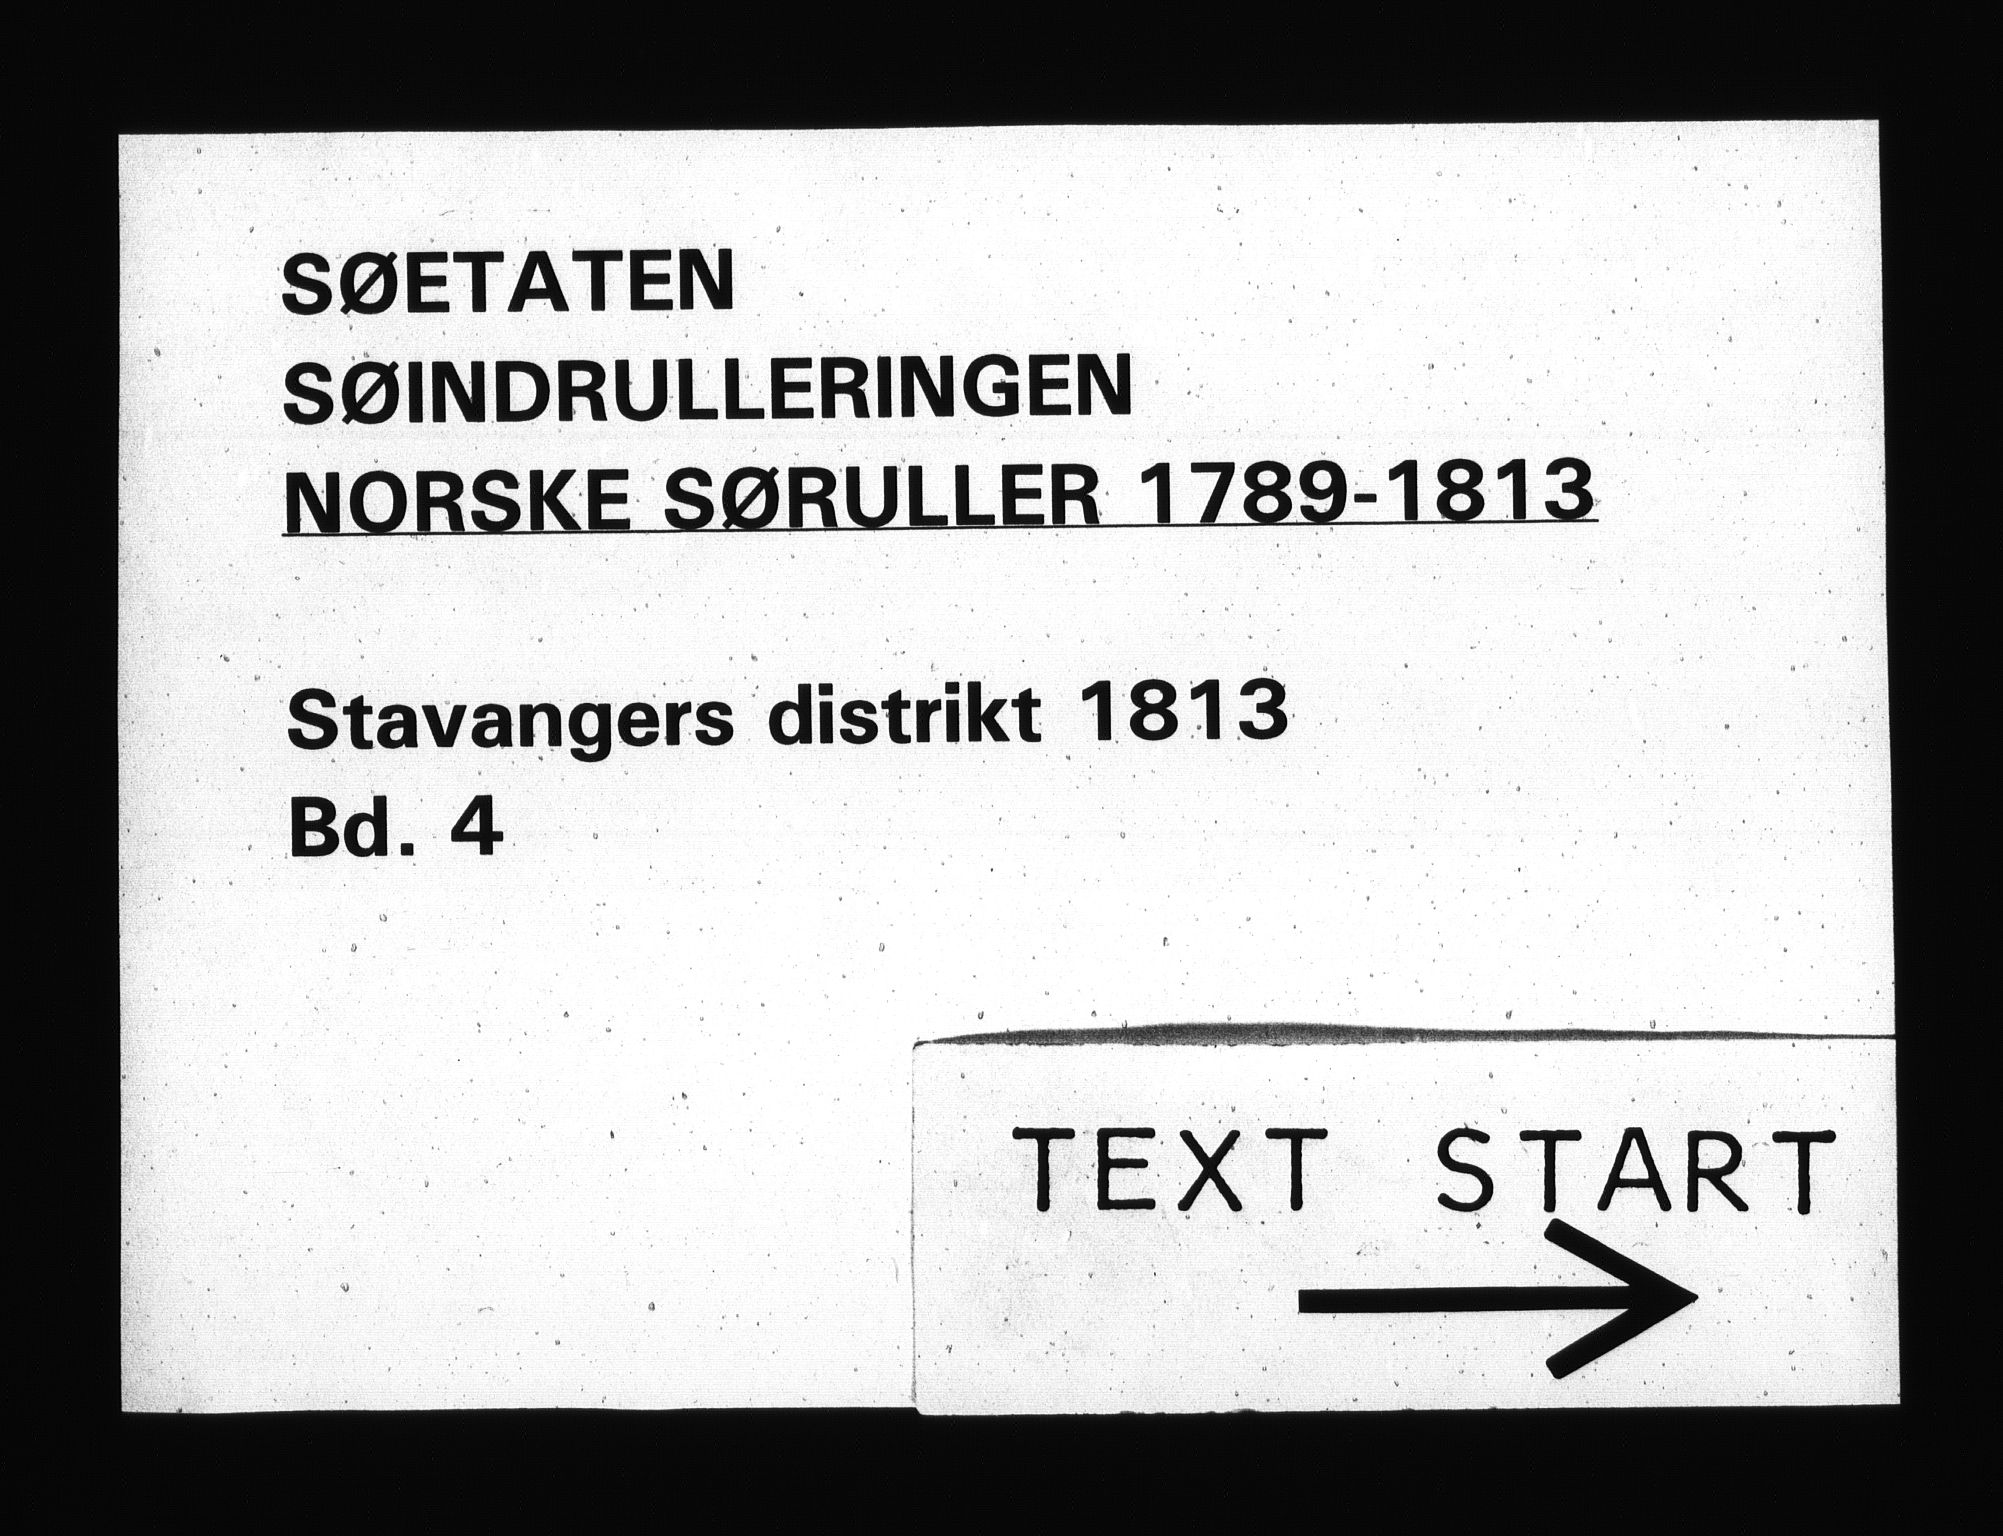 SØETATEN
SØINDRULLERINGEN
NORSKE SØRULLER 1789-1813
Stavangers distrikt 1813
Bd. 4
TEXT START